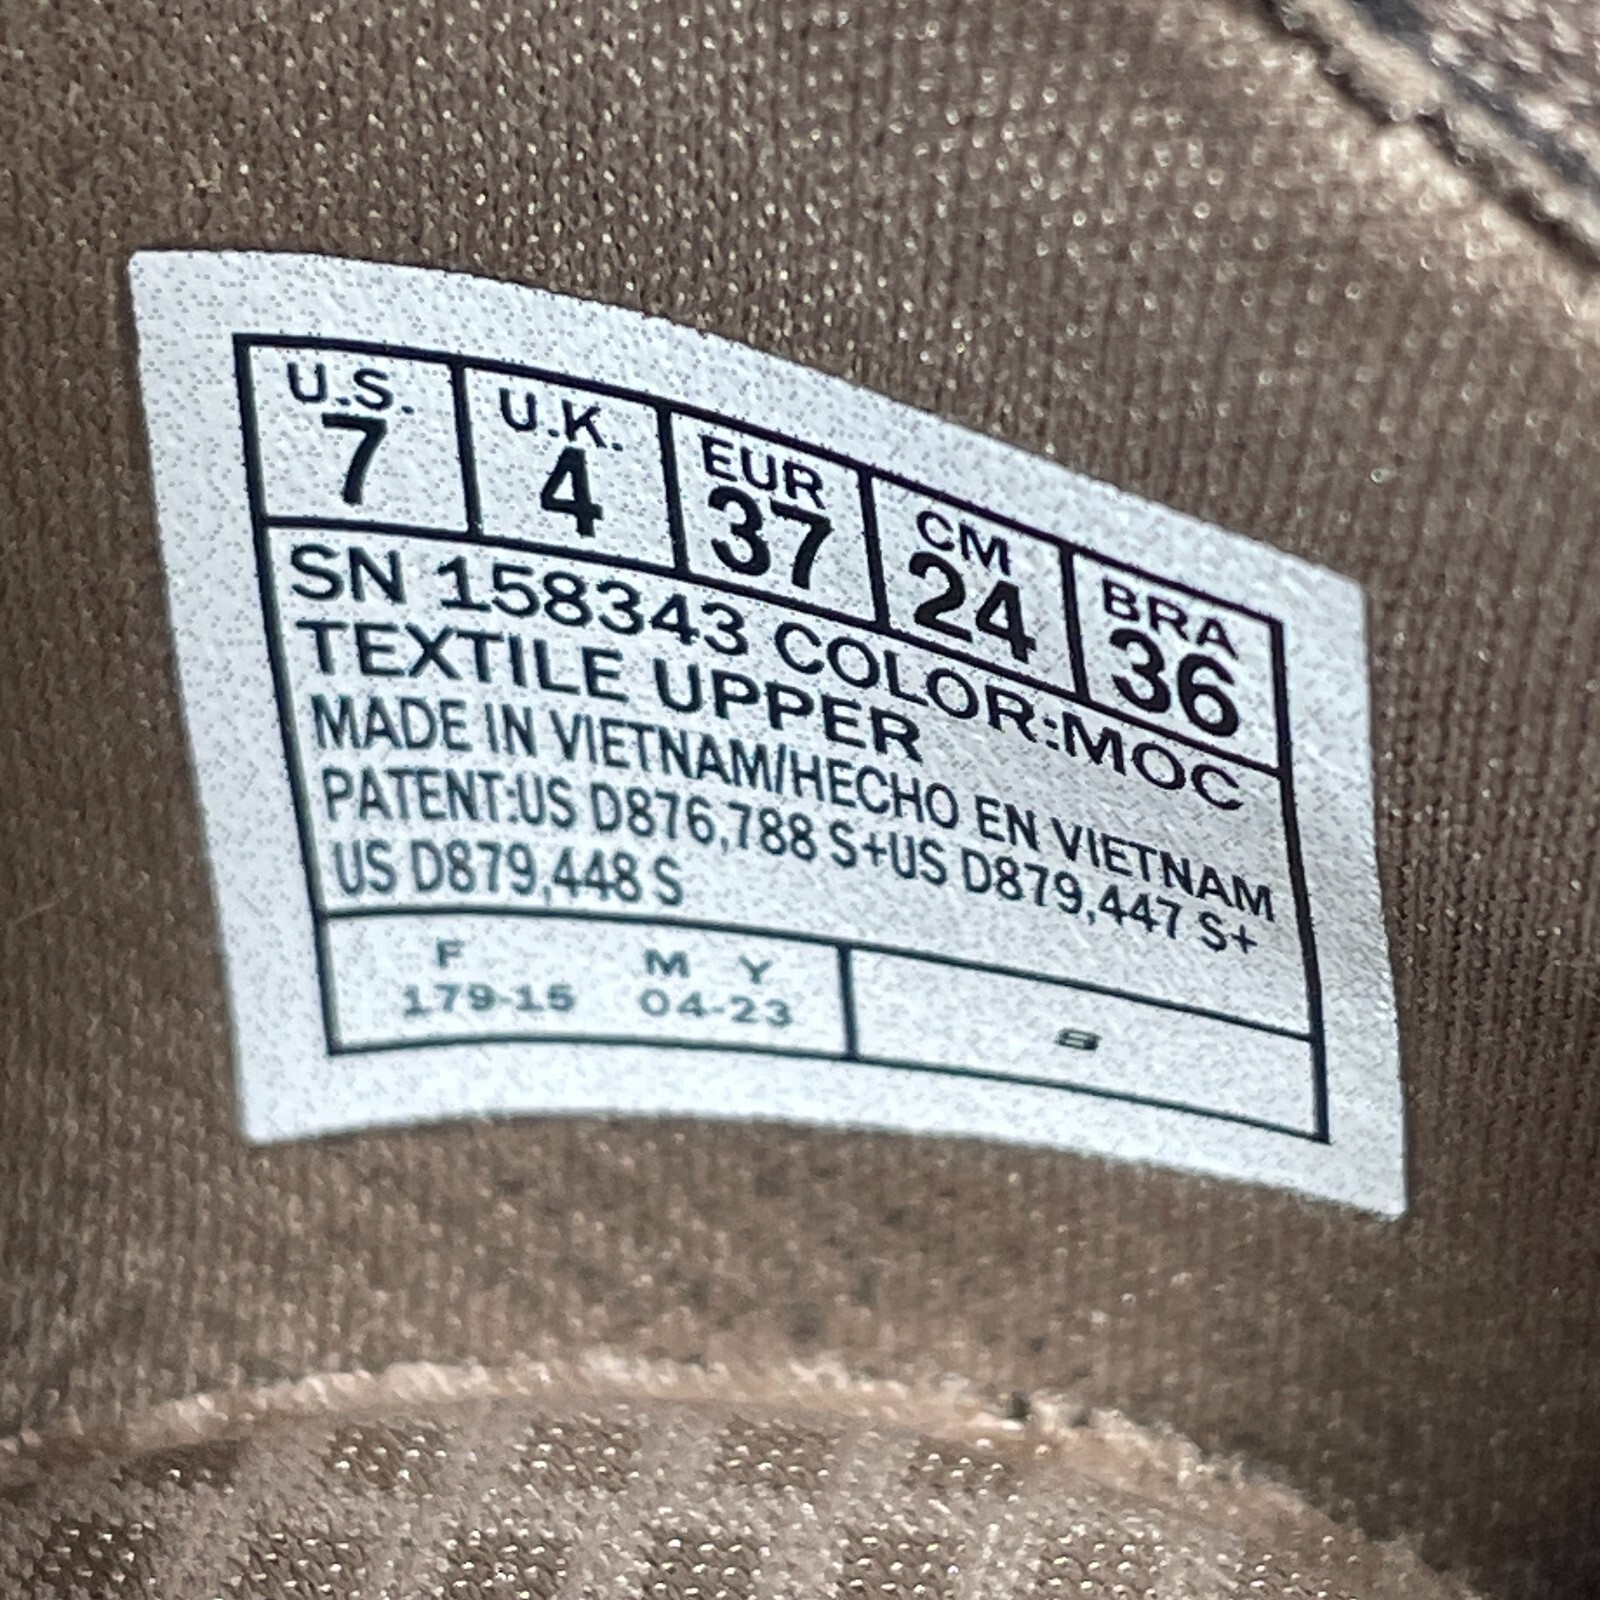 U.S. U.K. EUR CM BRA
7 4 37 24 36
SN 158343 COLOR:MOC
TEXTILE UPPER
MADE IN VIETNAM/HECHO EN VIETNAM
PATENT:US D876,788 S+US D879,447 S+
US D879,448 S
F M Y
179-15 04-23